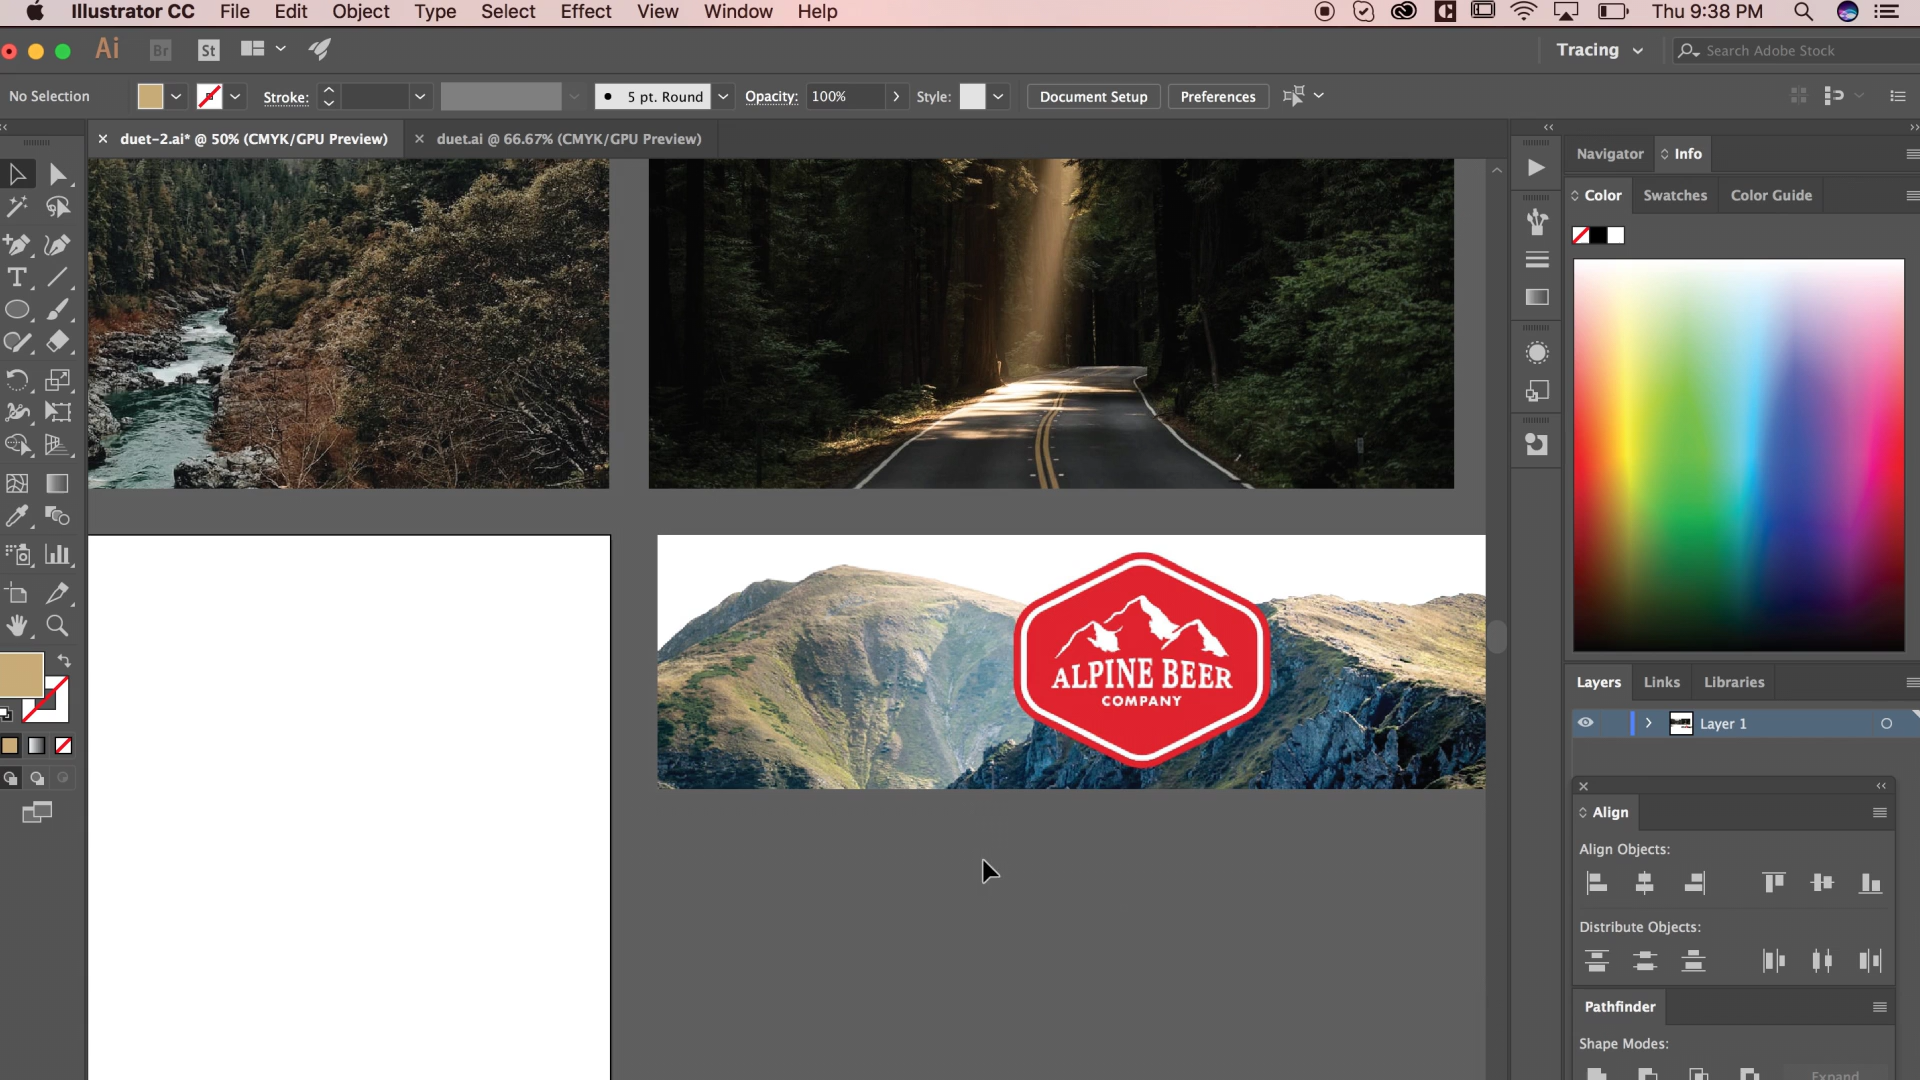 Illustrator CC File Edit Object Type Select Effect View Window Help Thu 9:38 PM
Ai Br St Tracing Search Adobe Stock
No Selection Stroke: 5 pt. Round Opacity: 100% Style: Document Setup Preferences
duet-2.ai* @ 50% (CMYK/GPU Preview) duet.ai @ 66.67% (CMYK/GPU Preview)
Navigator Info
Color Swatches Color Guide
ALPINE BEER
COMPANY
Layers Links Libraries
Layer 1
Align
Align Objects:
Distribute Objects:
Pathfinder
Shape Modes:
Expand